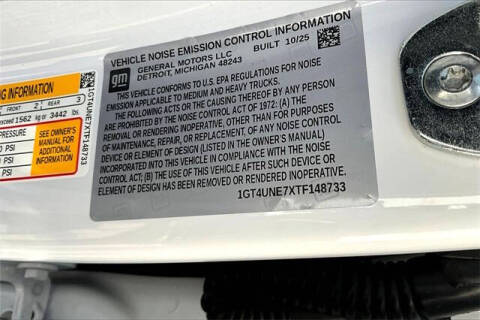 VEHICLE NOISE EMISSION CONTROL INFORMATION
GENERAL MOTORS LLC BUILT 10/25
DETROIT, MICHIGAN 48243
gm
THIS VEHICLE CONFORMS TO U.S. EPA REGULATIONS FOR NOISE
EMISSION APPLICABLE TO MEDIUM AND HEAVY TRUCKS.
THE FOLLOWING ACTS OR THE CAUSING THEREOF BY ANY PERSON
ARE PROHIBITED BY THE NOISE CONTROL ACT OF 1972: (A) THE
REMOVAL OR RENDERING INOPERATIVE, OTHER THAN FOR PURPOSES
OF MAINTENANCE, REPAIR, OR REPLACEMENT, OF ANY NOISE CONTROL
DEVICE OR ELEMENT OF DESIGN (LISTED IN THE OWNER'S MANUAL)
INCORPORATED INTO THIS VEHICLE IN COMPLIANCE WITH THE NOISE
CONTROL ACT; (B) THE USE OF THIS VEHICLE AFTER SUCH DEVICE OR
ELEMENT OF DESIGN HAS BEEN REMOVED OR RENDERED INOPERATIVE.
1GT4UNE7XTF148733
NG INFORMATION
FRONT 2 REAR 3
exceed 1562 kg or 3442 lbs
PRESSURE
PSI
PSI
SEE OWNER'S
MANUAL FOR
ADDITIONAL
INFORMATION
1GT4UNE7XTF148733